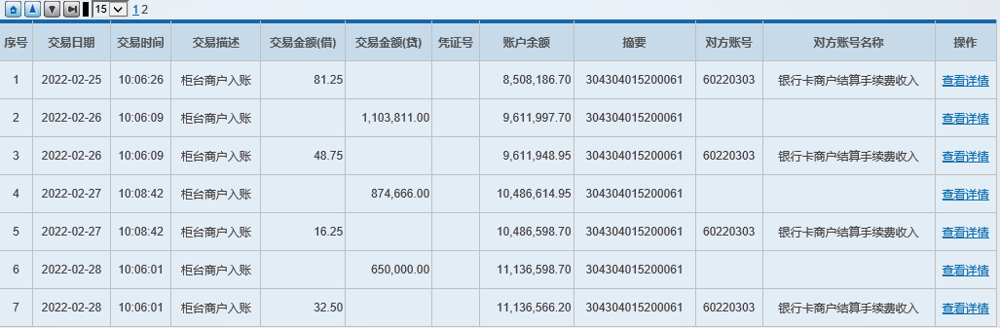 15 1 2
序号 交易日期 交易时间 交易描述 交易金额(借) 交易金额(贷) 凭证号 账户余额 摘要 对方账号 对方账号名称 操作
1 2022-02-25 10:06:26 柜台商户入账 81.25 8,508,186.70 304304015200061 60220303 银行卡商户结算手续费收入 查看详情
2 2022-02-26 10:06:09 柜台商户入账 1,103,811.00 9,611,997.70 304304015200061 查看详情
3 2022-02-26 10:06:09 柜台商户入账 48.75 9,611,948.95 304304015200061 60220303 银行卡商户结算手续费收入 查看详情
4 2022-02-27 10:08:42 柜台商户入账 874,666.00 10,486,614.95 304304015200061 查看详情
5 2022-02-27 10:08:42 柜台商户入账 16.25 10,486,598.70 304304015200061 60220303 银行卡商户结算手续费收入 查看详情
6 2022-02-28 10:06:01 柜台商户入账 650,000.00 11,136,598.70 304304015200061 查看详情
7 2022-02-28 10:06:01 柜台商户入账 32.50 11,136,566.20 304304015200061 60220303 银行卡商户结算手续费收入 查看详情